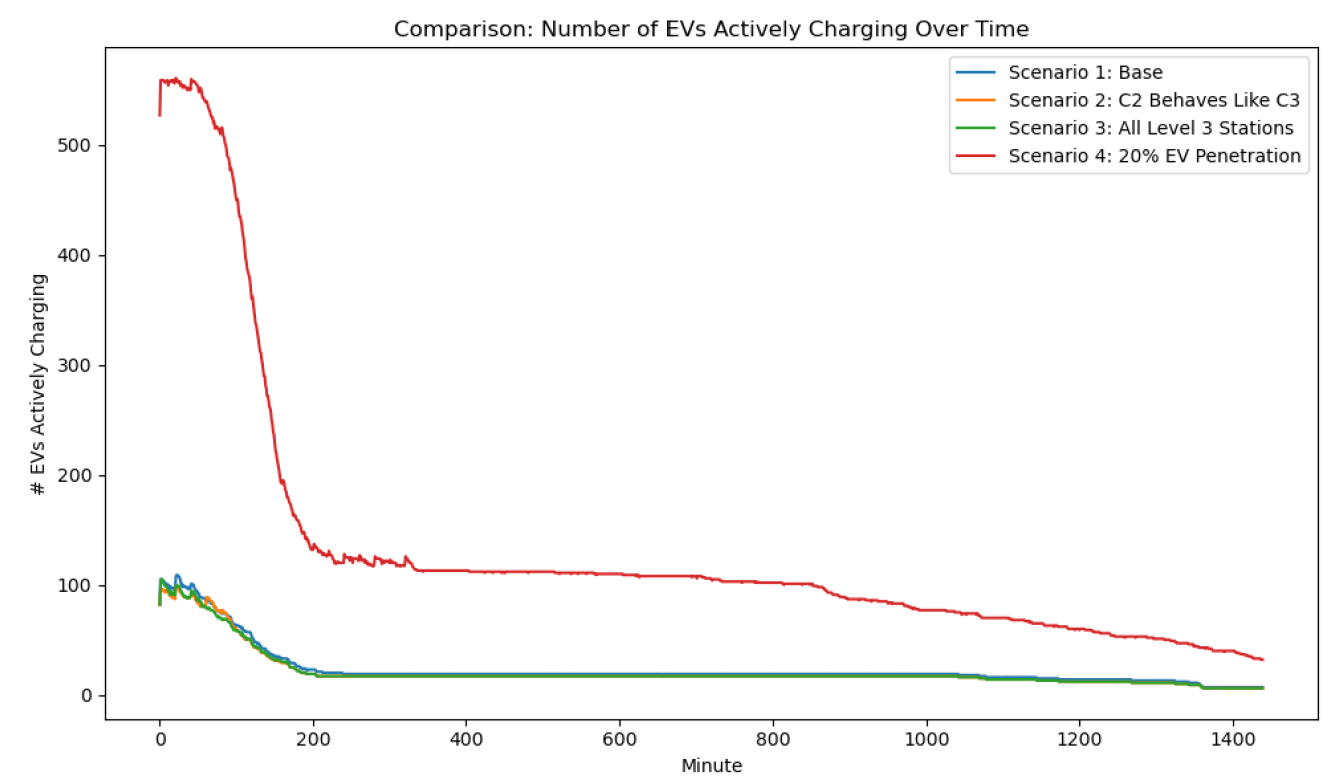 Comparison: Number of EVs Actively Charging Over Time
Scenario 1: Base
Scenario 2: C2 Behaves Like C3
Scenario 3: All Level 3 Stations
Scenario 4: 20% EV Penetration
# EVs Actively Charging
500
400
300
200
100
0
0 200 400 600 800 1000 1200 1400
Minute